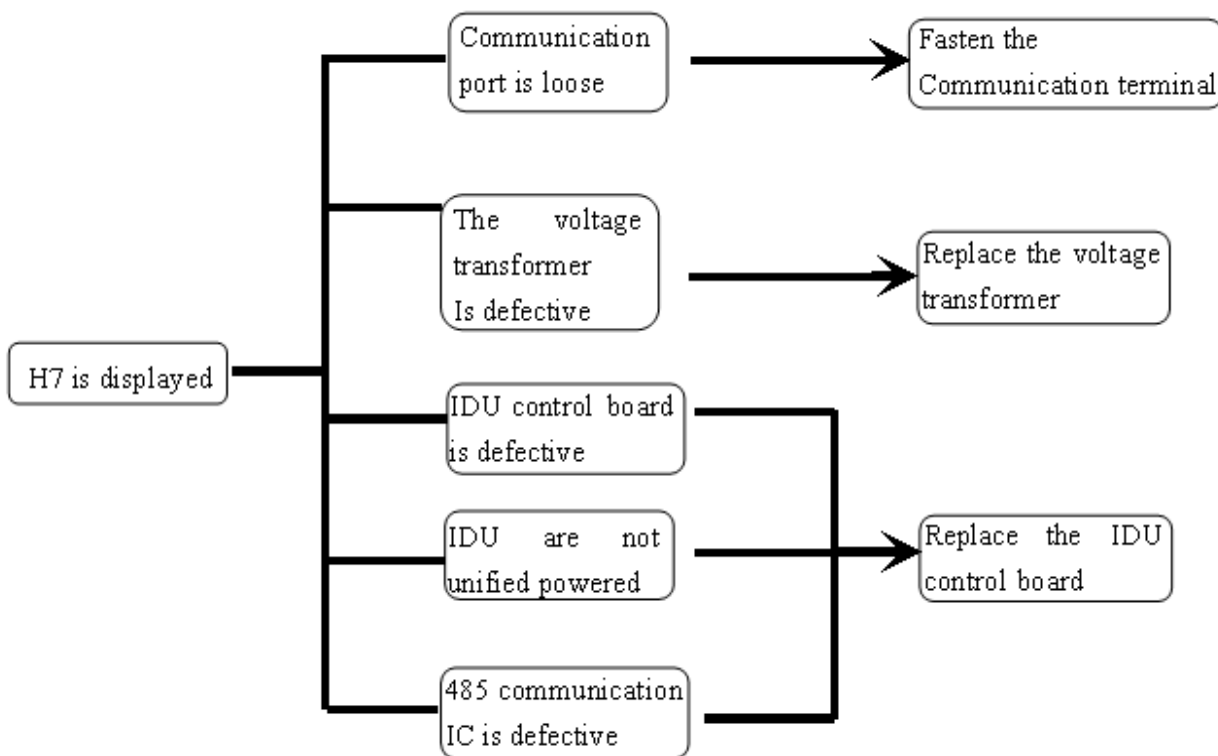 Communication
port is loose
Fasten the
Communication terminal
The voltage
transformer
Is defective
Replace the voltage
transformer
H7 is displayed
IDU control board
is defective
IDU are not
unified powered
Replace the IDU
control board
485 communication
IC is defective